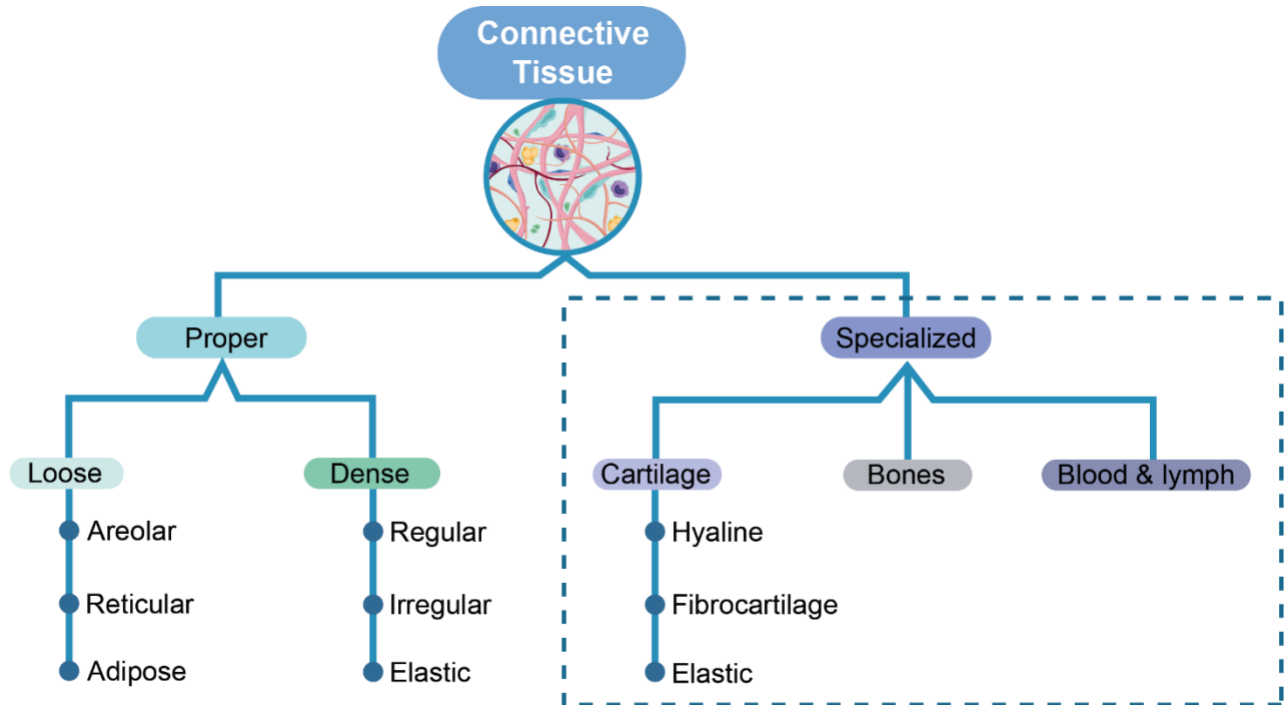 Connective
Tissue
Proper
Specialized
Loose
Dense
Cartilage
Bones
Blood & lymph
Areolar
Regular
Hyaline
Reticular
Irregular
Fibrocartilage
Adipose
Elastic
Elastic